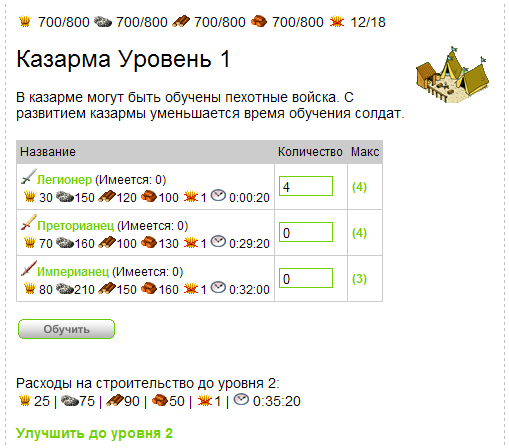 700/800 700/800 700/800 700/800 12/18
Казарма Уровень 1
В казарме могут быть обучены пехотные войска. С
развитием казармы уменьшается время обучения солдат.
Название Количество Макс
Легионер (Имеется: 0)
30 150 120 100 1 0:00:20 4 (4)
Преторианец (Имеется: 0)
70 160 100 130 1 0:29:20 0 (4)
Империанец (Имеется: 0)
80 210 150 160 1 0:32:00 0 (3)
Обучить
Расходы на строительство до уровня 2:
25 | 75 | 90 | 50 | 1 | 0:35:20
Улучшить до уровня 2